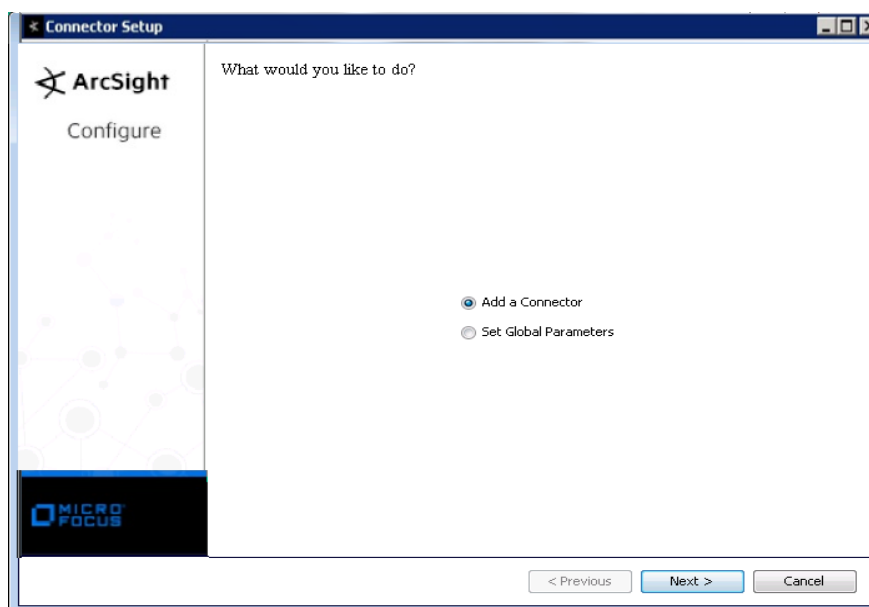 Connector Setup
ArcSight
Configure
What would you like to do?
Add a Connector
Set Global Parameters
MICRO
FOCUS
< Previous
Next >
Cancel